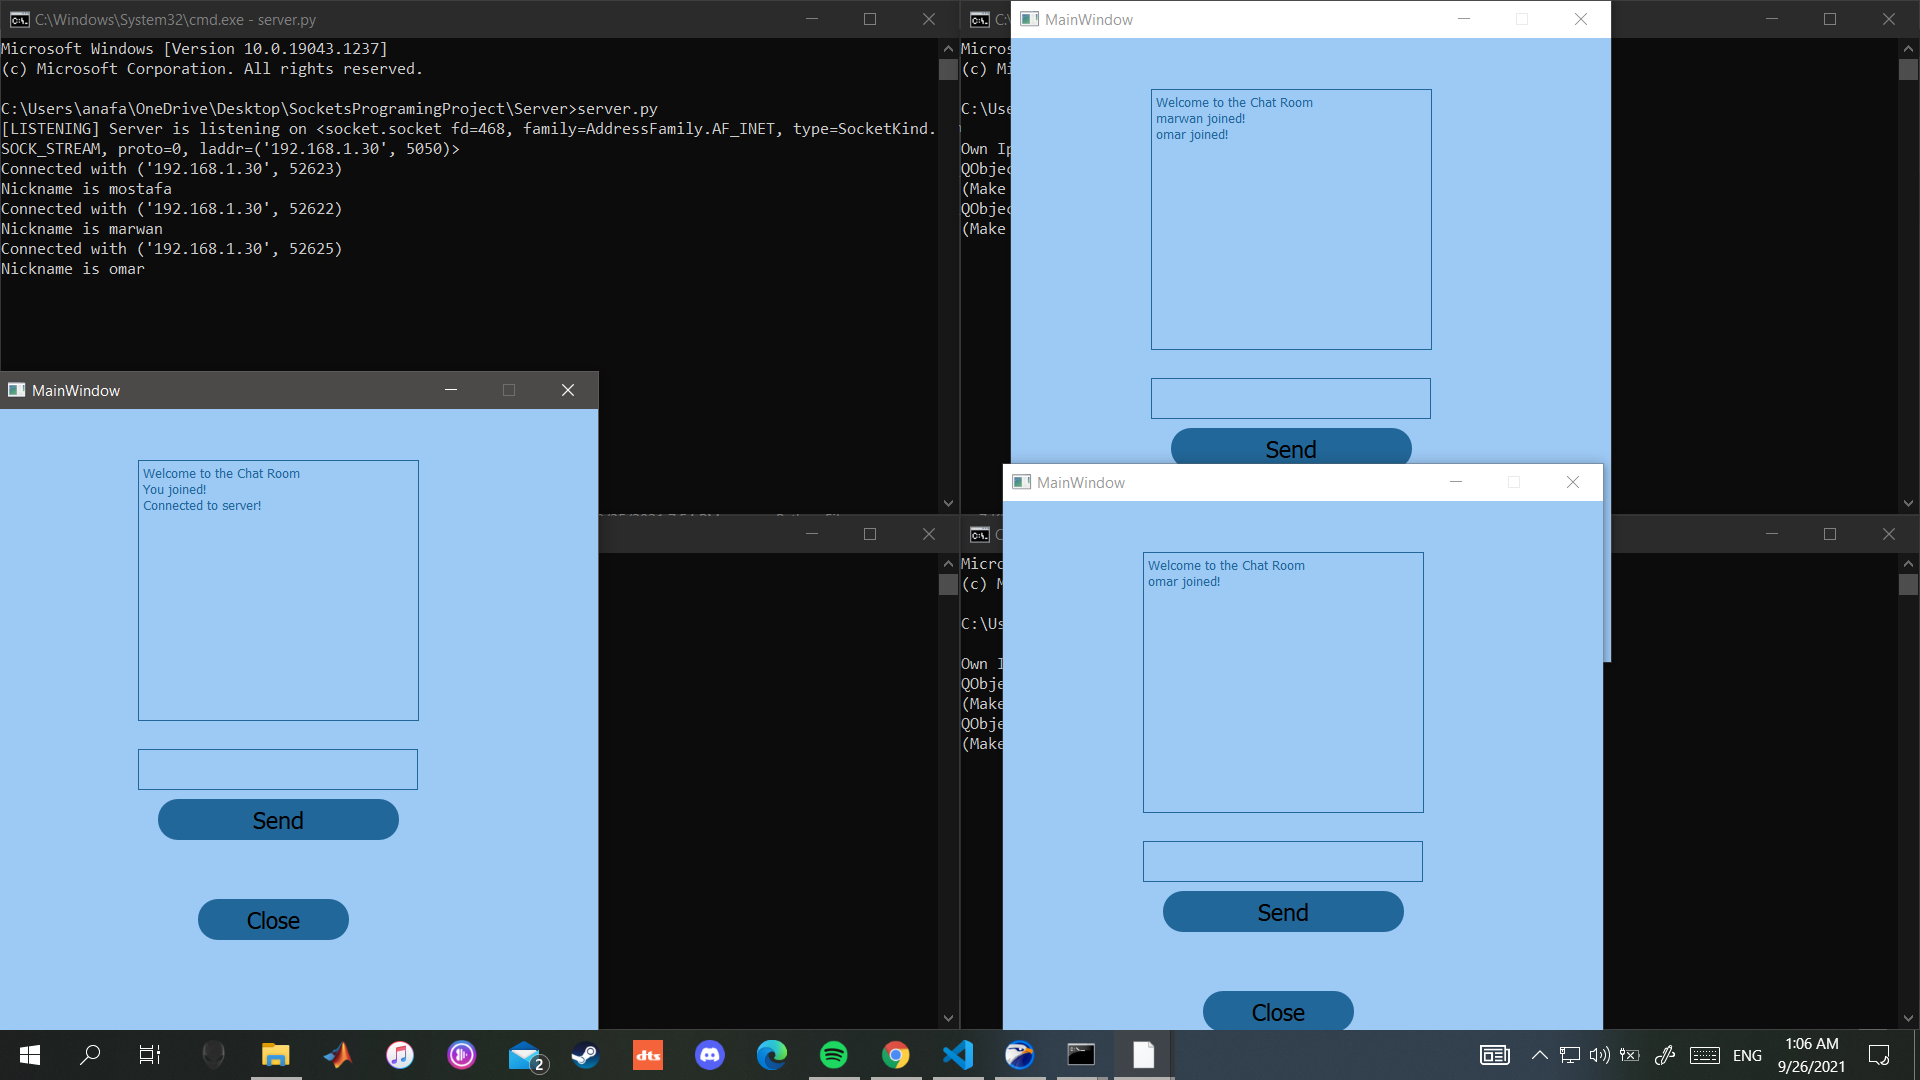 C:\Windows\System32\cmd.exe - server.py
Microsoft Windows [Version 10.0.19043.1237]
(c) Microsoft Corporation. All rights reserved.
C:\Users\anafa\OneDrive\Desktop\SocketsProgramingProject\Server>server.py
[LISTENING] Server is listening on <socket.socket fd=468, family=AddressFamily.AF_INET, type=SocketKind.
SOCK_STREAM, proto=0, laddr=('192.168.1.30', 5050)>
Connected with ('192.168.1.30', 52623)
Nickname is mostafa
Connected with ('192.168.1.30', 52622)
Nickname is marwan
Connected with ('192.168.1.30', 52625)
Nickname is omar
C:\
Micros
(c) Mi
C:\Use
Own Ip
QObjec
(Make
QObjec
(Make
MainWindow
Welcome to the Chat Room
marwan joined!
omar joined!
Send
MainWindow
Welcome to the Chat Room
You joined!
Connected to server!
Send
Close
Micro
(c) M
C:\Us
Own I
QObje
(Make
QObje
(Make
MainWindow
Welcome to the Chat Room
omar joined!
Send
Close
dts
2
ENG
1:06 AM
9/26/2021